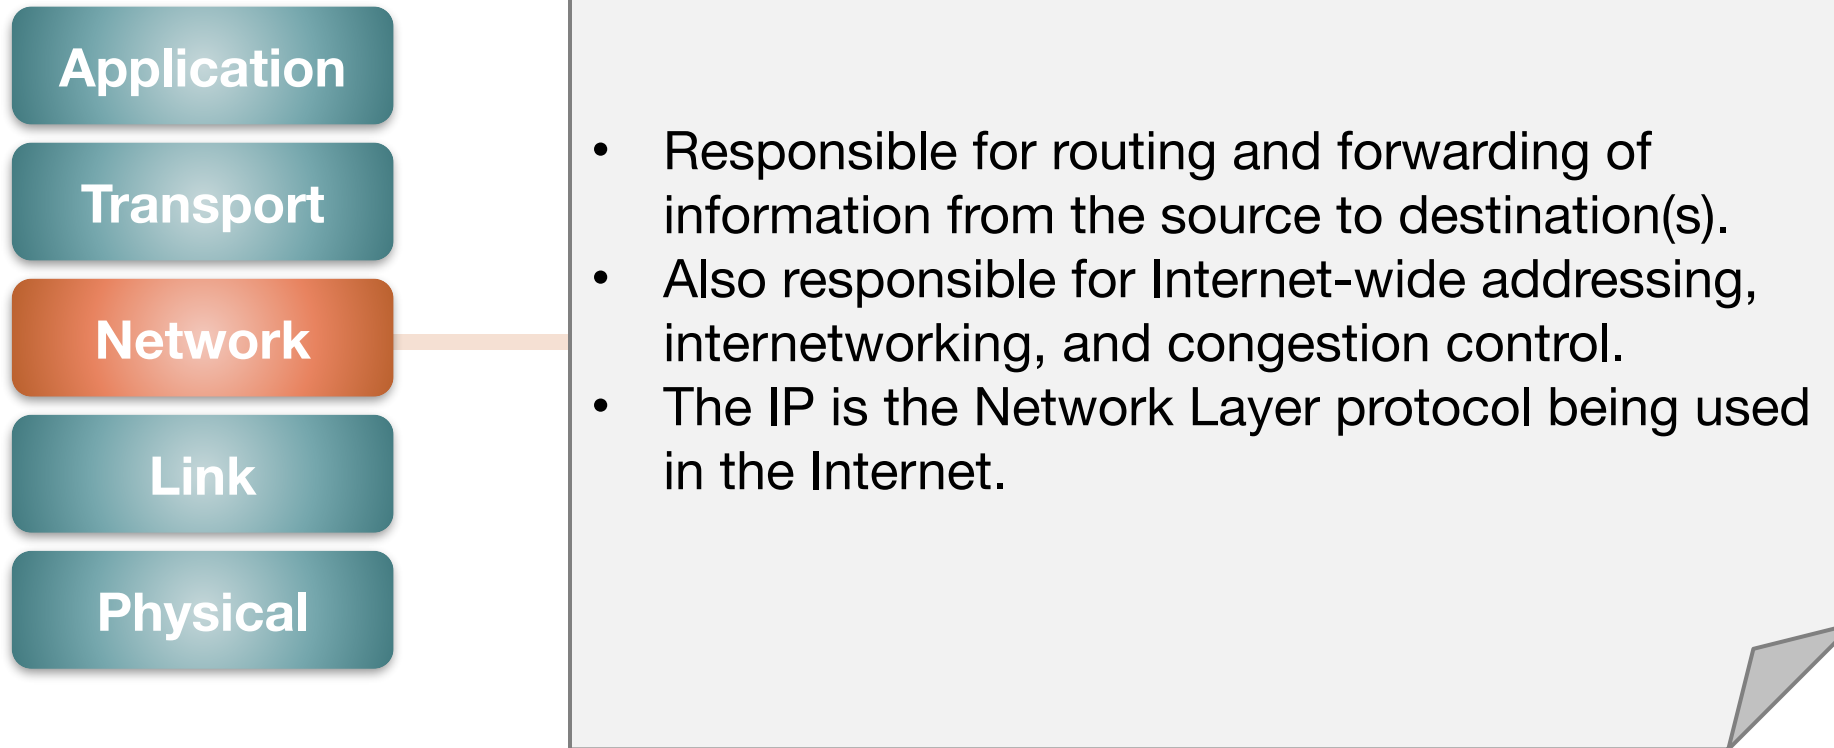 Application
Transport
Network
Link
Physical
• Responsible for routing and forwarding of
information from the source to destination(s).
• Also responsible for Internet-wide addressing,
internetworking, and congestion control.
• The IP is the Network Layer protocol being used
in the Internet.